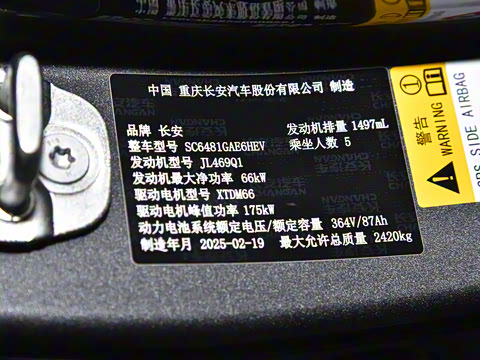 中国 重庆长安汽车股份有限公司 制造
品牌 长安 发动机排量 1497mL
整车型号 SC6481GAE6HEV 乘坐人数 5
发动机型号 JL469Q1
发动机最大净功率 66kW
驱动电机型号 XTDM66
驱动电机峰值功率 175kW
动力电池系统额定电压/额定容量 364V/87Ah
制造年月 2025-02-19 最大允许总质量 2420kg
警告
WARNING
SIDE AIRBAG